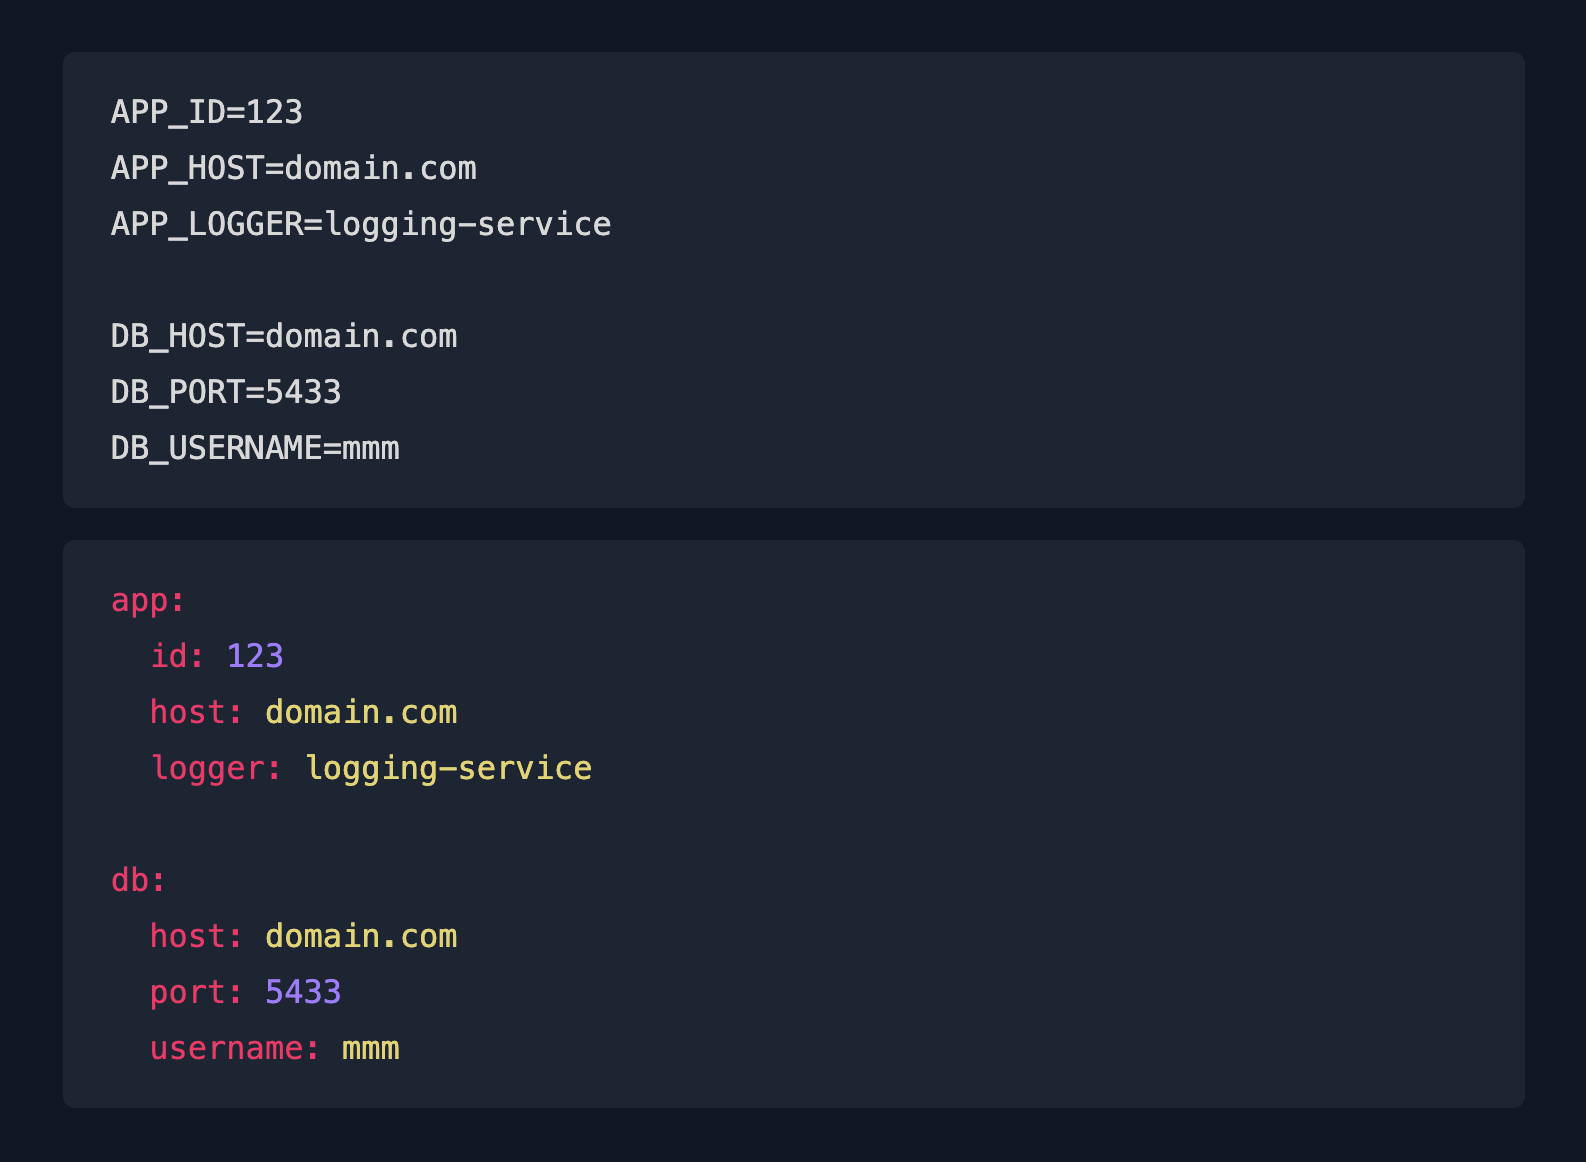 APP_ID=123
APP_HOST=domain.com
APP_LOGGER=logging-service

DB_HOST=domain.com
DB_PORT=5433
DB_USERNAME=mmm

app:
  id: 123
  host: domain.com
  logger: logging-service

db:
  host: domain.com
  port: 5433
  username: mmm